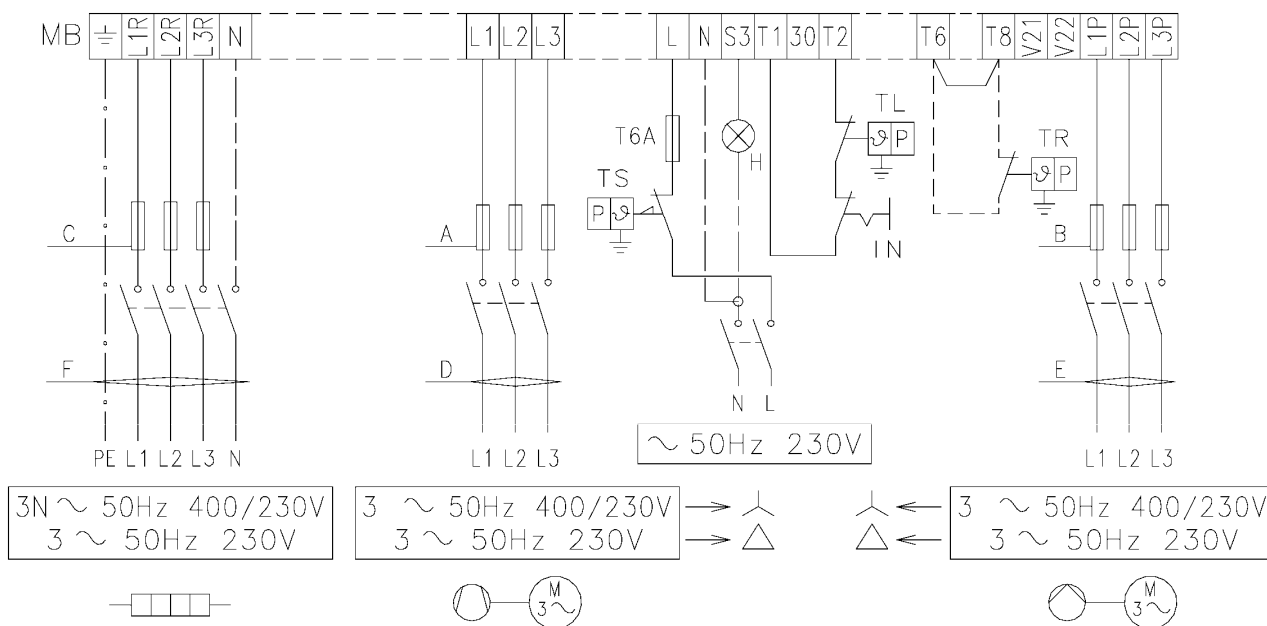 MB ⏚ L1R L2R L3R N L1 L2 L3 L N S3 T1 30 T2 T6 T8 V21 V22 L1P L2P L3P
TL
T6A ϑ P
H TR
TS ϑ P
P ϑ
C A B
IN
F D E
N L
PE L1 L2 L3 N L1 L2 L3 L1 L2 L3
~ 50Hz 230V
3N ~ 50Hz 400/230V 3 ~ 50Hz 400/230V 3 ~ 50Hz 400/230V
3 ~ 50Hz 230V 3 ~ 50Hz 230V 3 ~ 50Hz 230V
M M
3~ 3~